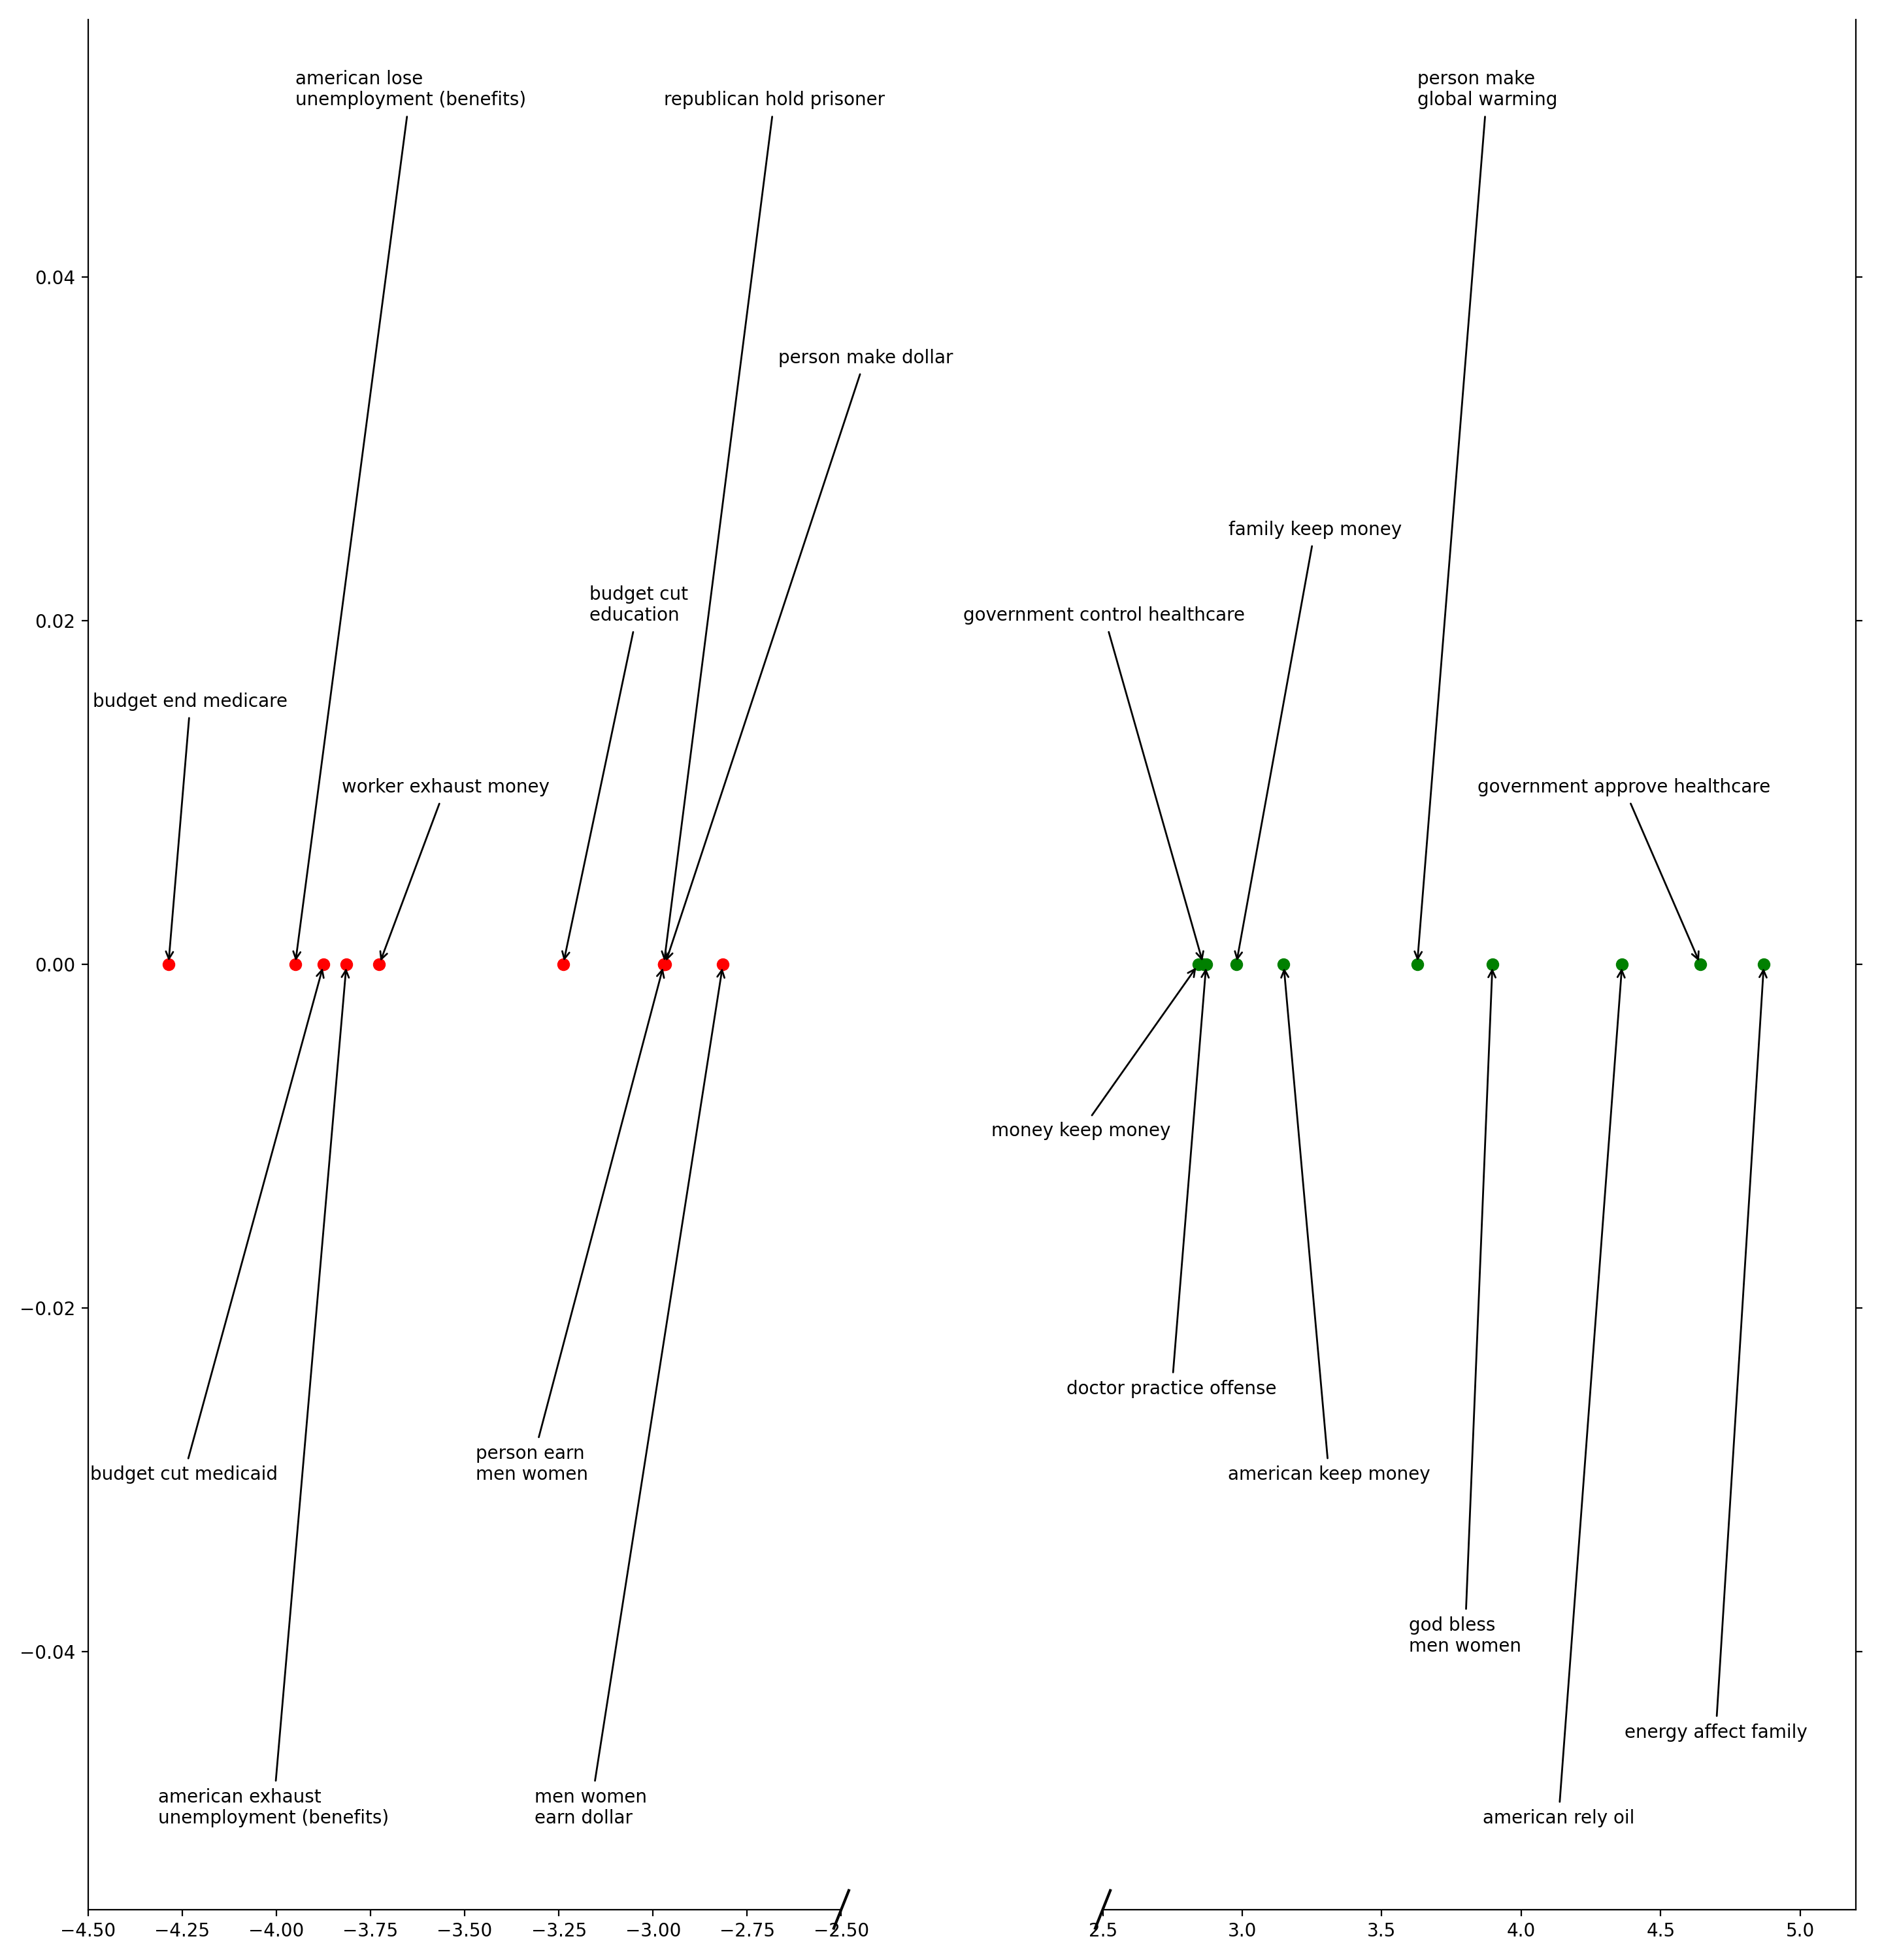 american lose
unemployment (benefits)
republican hold prisoner
person make
global warming
0.04
person make dollar
family keep money
budget cut
education
government control healthcare
0.02
budget end medicare
worker exhaust money
government approve healthcare
0.00
money keep money
−0.02
doctor practice offense
person earn
men women
budget cut medicaid
american keep money
god bless
men women
−0.04
energy affect family
american exhaust
unemployment (benefits)
men women
earn dollar
american rely oil
−4.50 −4.25 −4.00 −3.75 −3.50 −3.25 −3.00 −2.75 −2.50 2.5 3.0 3.5 4.0 4.5 5.0